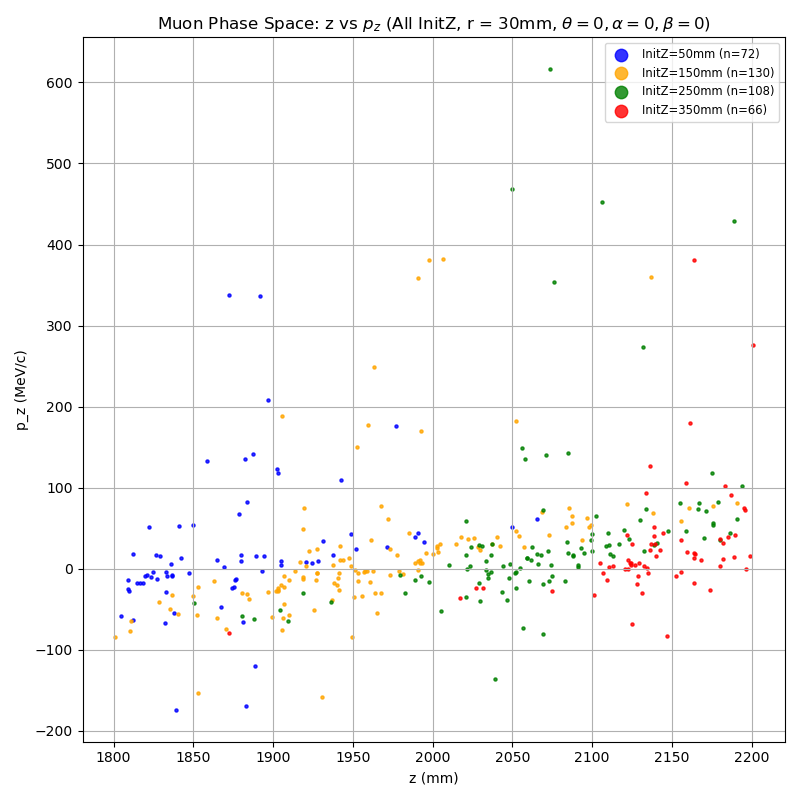 Muon Phase Space: z vs p_z (All InitZ, r = 30mm, θ = 0, α = 0, β = 0)
InitZ=50mm (n=72)
InitZ=150mm (n=130)
InitZ=250mm (n=108)
InitZ=350mm (n=66)
600
500
400
300
200
100
0
−100
−200
p_z (MeV/c)
1800 1850 1900 1950 2000 2050 2100 2150 2200
z (mm)